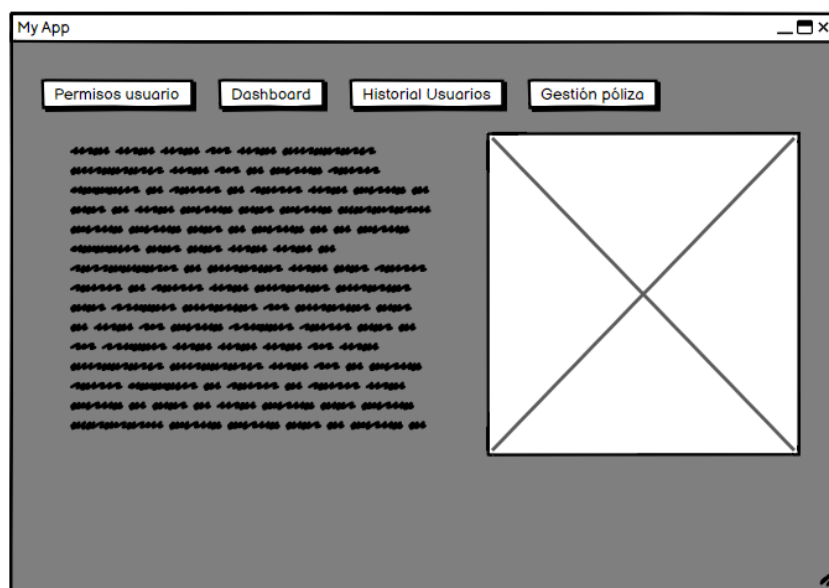 My App
Permisos usuario
Dashboard
Historial Usuarios
Gestión póliza